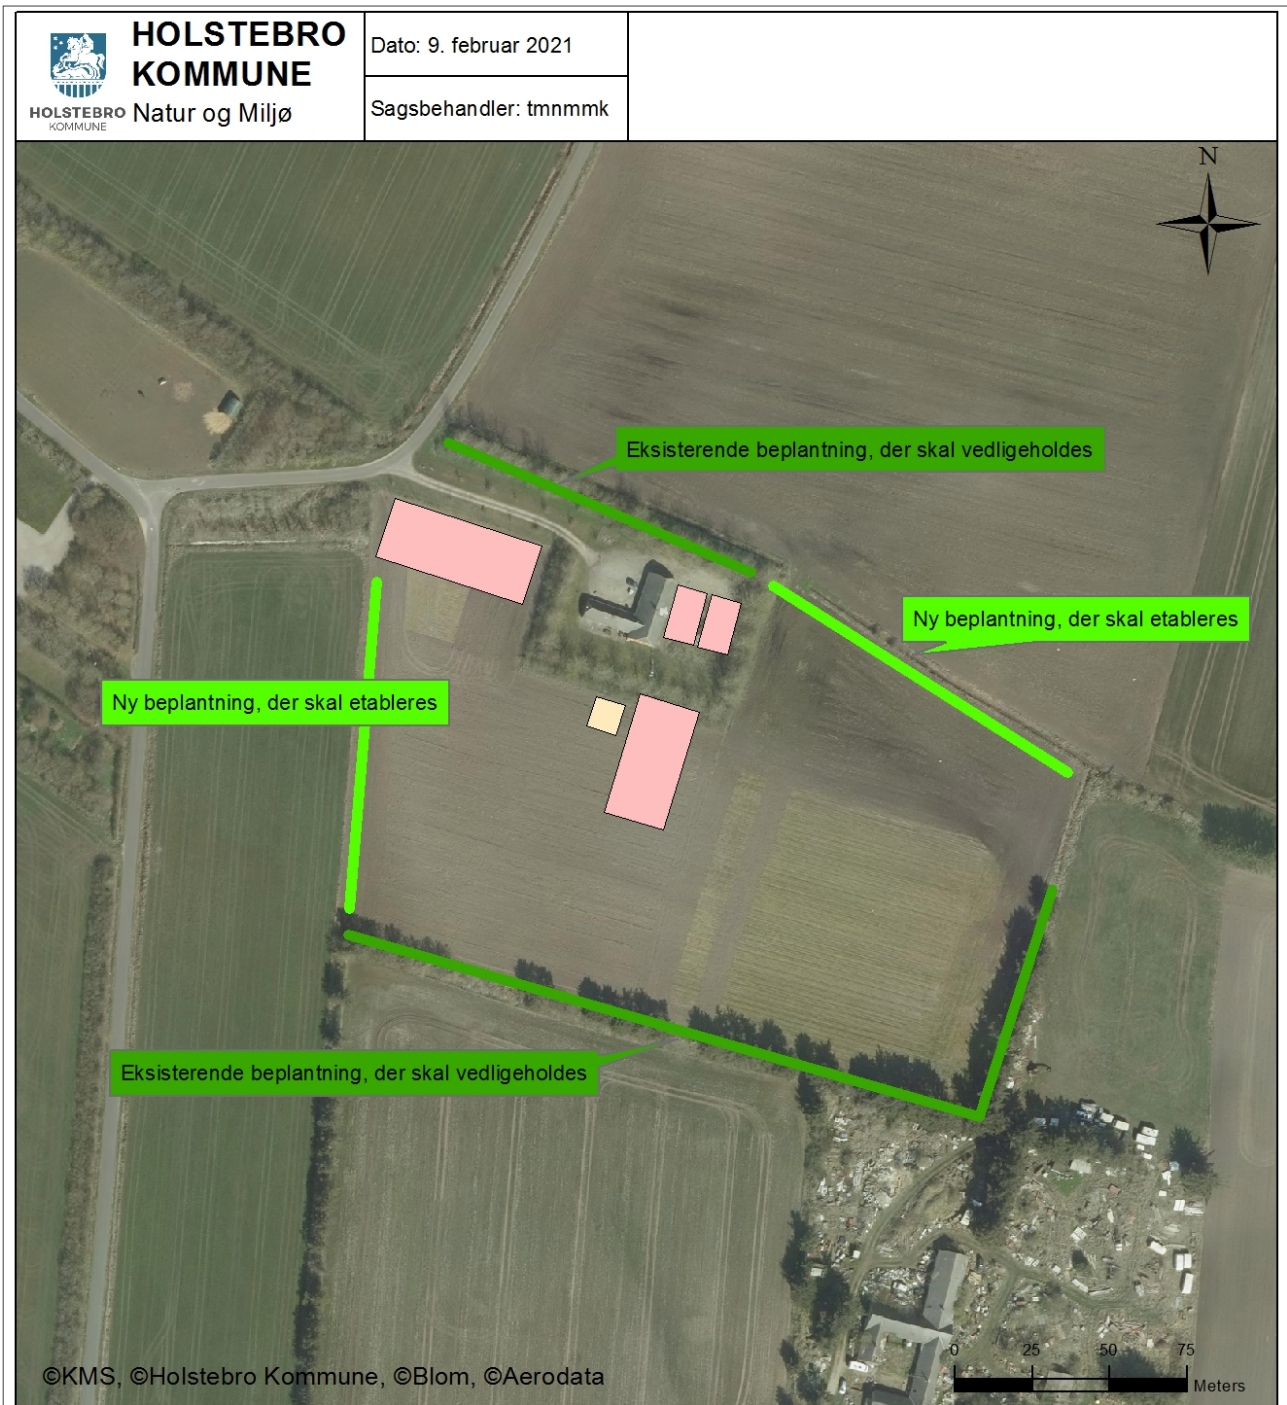 HOLSTEBRO
KOMMUNE
HOLSTEBRO
KOMMUNE
Natur og Miljø
Dato: 9. februar 2021
Sagsbehandler: tmnmmk
N
Eksisterende beplantning, der skal vedligeholdes
Ny beplantning, der skal etableres
Ny beplantning, der skal etableres
Eksisterende beplantning, der skal vedligeholdes
©KMS, ©Holstebro Kommune, ©Blom, ©Aerodata
0 25 50 75
Meters